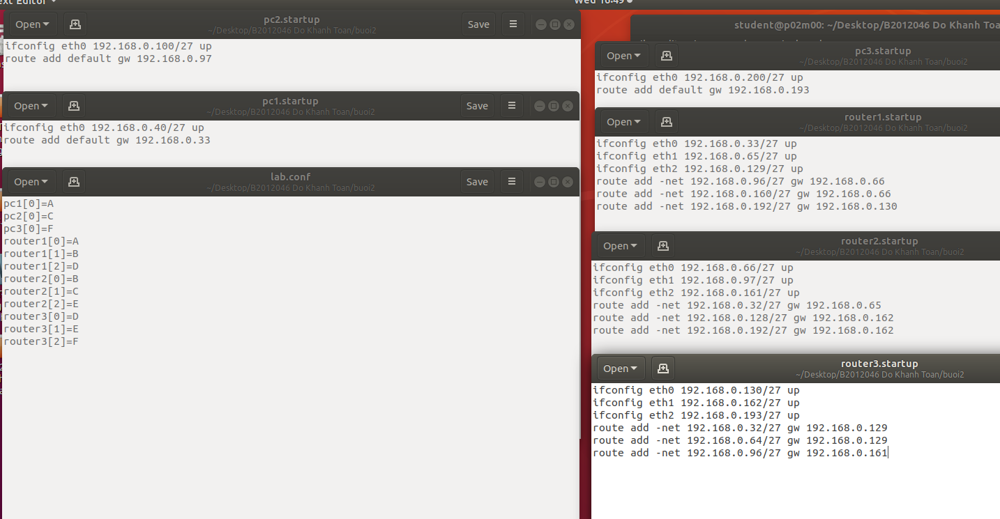 ext Editor
Wed 16:49
Open
pc2.startup
~/Desktop/B2012046 Do Khanh Toan/buoi2
Save
ifconfig eth0 192.168.0.100/27 up
route add default gw 192.168.0.97
Open
pc1.startup
~/Desktop/B2012046 Do Khanh Toan/buoi2
Save
ifconfig eth0 192.168.0.40/27 up
route add default gw 192.168.0.33
Open
lab.conf
~/Desktop/B2012046 Do Khanh Toan/buoi2
Save
pc1[0]=A
pc2[0]=C
pc3[0]=F
router1[0]=A
router1[1]=B
router1[2]=D
router2[0]=B
router2[1]=C
router2[2]=E
router3[0]=D
router3[1]=E
router3[2]=F
student@p02m00: ~/Desktop/B2012046 Do Khanh Toa
Open
pc3.startup
~/Desktop/B2012046 Do Khanh Toan/buoi2
ifconfig eth0 192.168.0.200/27 up
route add default gw 192.168.0.193
Open
router1.startup
~/Desktop/B2012046 Do Khanh Toan/buoi2
ifconfig eth0 192.168.0.33/27 up
ifconfig eth1 192.168.0.65/27 up
ifconfig eth2 192.168.0.129/27 up
route add -net 192.168.0.96/27 gw 192.168.0.66
route add -net 192.168.0.160/27 gw 192.168.0.66
route add -net 192.168.0.192/27 gw 192.168.0.130
Open
router2.startup
~/Desktop/B2012046 Do Khanh Toan/buoi2
ifconfig eth0 192.168.0.66/27 up
ifconfig eth1 192.168.0.97/27 up
ifconfig eth2 192.168.0.161/27 up
route add -net 192.168.0.32/27 gw 192.168.0.65
route add -net 192.168.0.128/27 gw 192.168.0.162
route add -net 192.168.0.192/27 gw 192.168.0.162
Open
router3.startup
~/Desktop/B2012046 Do Khanh Toan/buoi2
ifconfig eth0 192.168.0.130/27 up
ifconfig eth1 192.168.0.162/27 up
ifconfig eth2 192.168.0.193/27 up
route add -net 192.168.0.32/27 gw 192.168.0.129
route add -net 192.168.0.64/27 gw 192.168.0.129
route add -net 192.168.0.96/27 gw 192.168.0.161